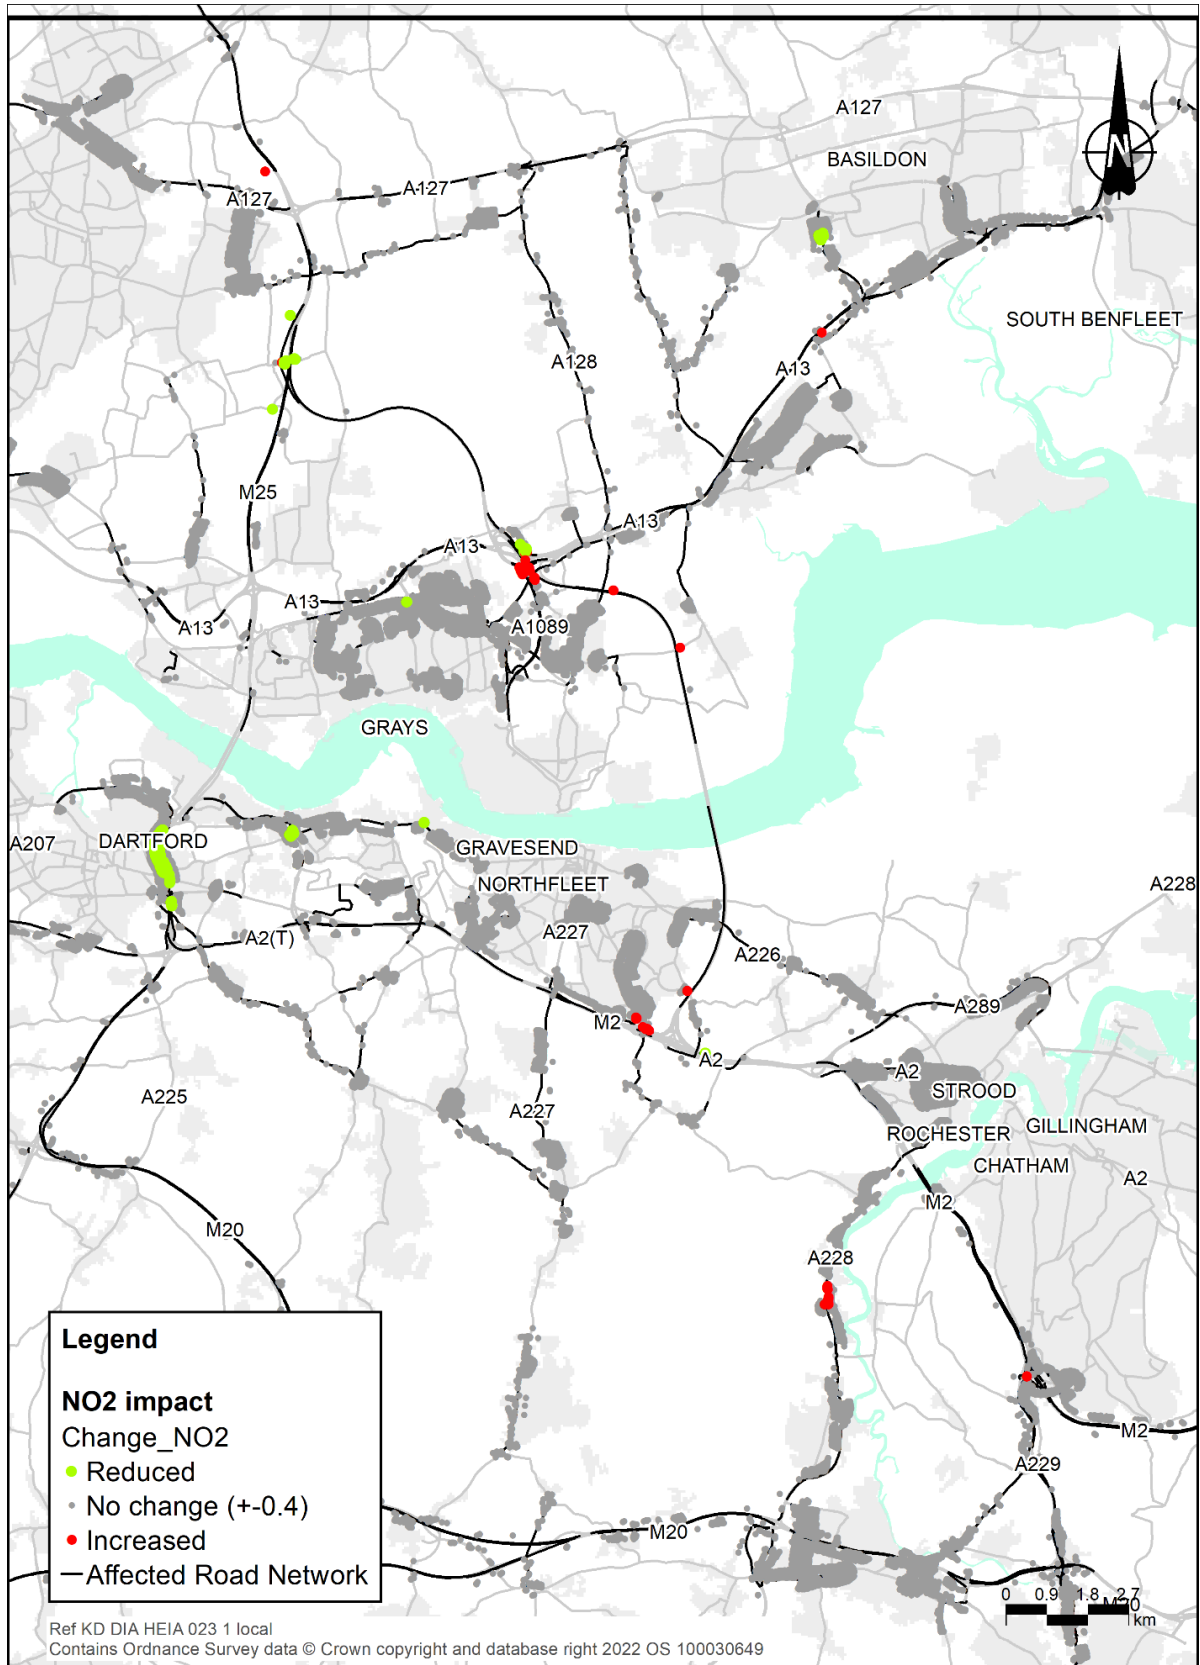 A127
BASILDON
N
A127
A127
SOUTH BENFLEET
A128
A13
M25
A13
A13
A13
A13
A1089
GRAYS
A207
DARTFORD
GRAVESEND
NORTHFLEET
A228
A227
A2(T)
A226
A289
M2
A2
A2
STROOD
A225
A227
ROCHESTER
GILLINGHAM
CHATHAM
A2
M2
M20
A228
M2
A229
M20
Legend
NO2 impact
Change_NO2
Reduced
No change (+-0.4)
Increased
Affected Road Network
0 0.9 1.8 2.7
M20
km
Ref KD DIA HEIA 023 1 local
Contains Ordnance Survey data © Crown copyright and database right 2022 OS 100030649